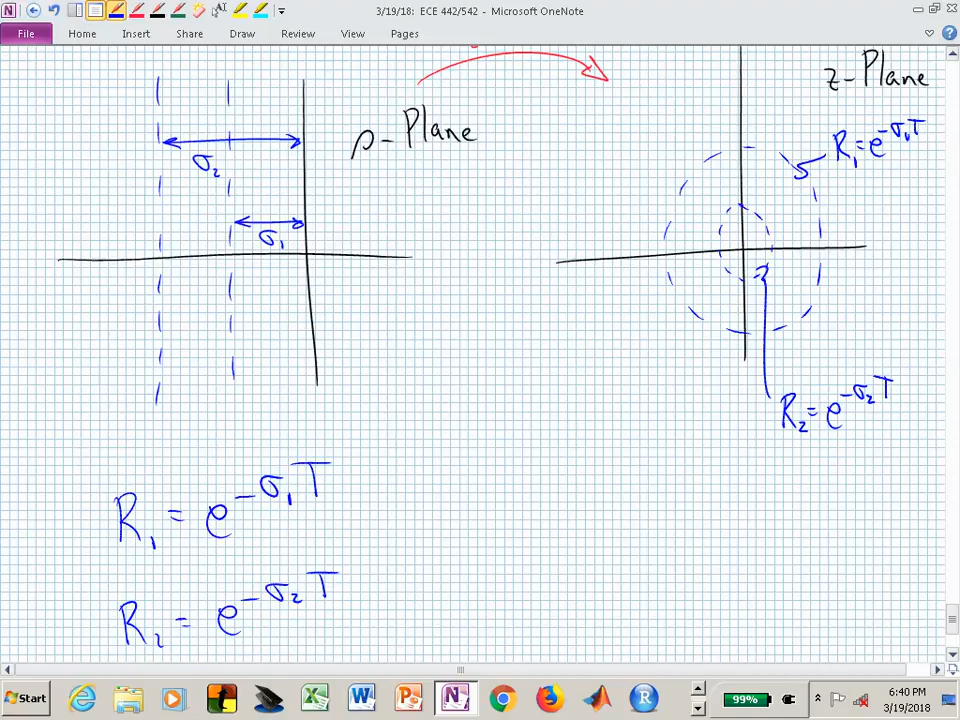 3/19/18: ECE 442/542 - Microsoft OneNote
File Home Insert Share Draw Review View Pages
z-Plane
s-Plane
R₁=e^{-σ₁T}
σ₂
σ₁
R₂=e^{-σ₂T}
R₁ = e^{-σ₁T}
R₂ = e^{-σ₂T}
Start
99%
6:40 PM
3/19/2018